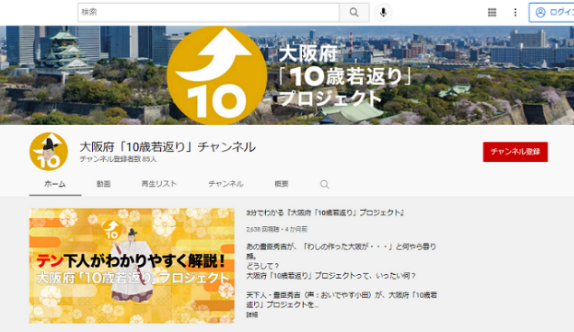 検索
ログイン
10
大阪府
「10歳若返り」
プロジェクト
10
大阪府「10歳若返り」チャンネル
チャンネル登録者数 85人
チャンネル登録
ホーム
動画
再生リスト
チャンネル
概要
10
テン下人がわかりやすく解説!
大阪府「10歳若返り」プロジェクト
3分でわかる『大阪府「10歳若返り」プロジェクト』
2,638 回視聴・4 か月前
あの豊臣秀吉が、「わしの作った大阪が・・・」と何やら曇り
顔。
どうして?
大阪府「10歳若返り」プロジェクトって、いったい何?
天下人・豊臣秀吉(声:おいでやす小田)が、大阪府「10歳若
返り」プロジェクトを...
詳細